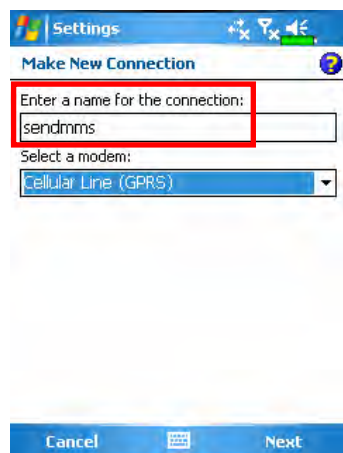 Settings
Make New Connection
Enter a name for the connection:
sendmms
Select a modem:
Cellular Line (GPRS)
Cancel Next